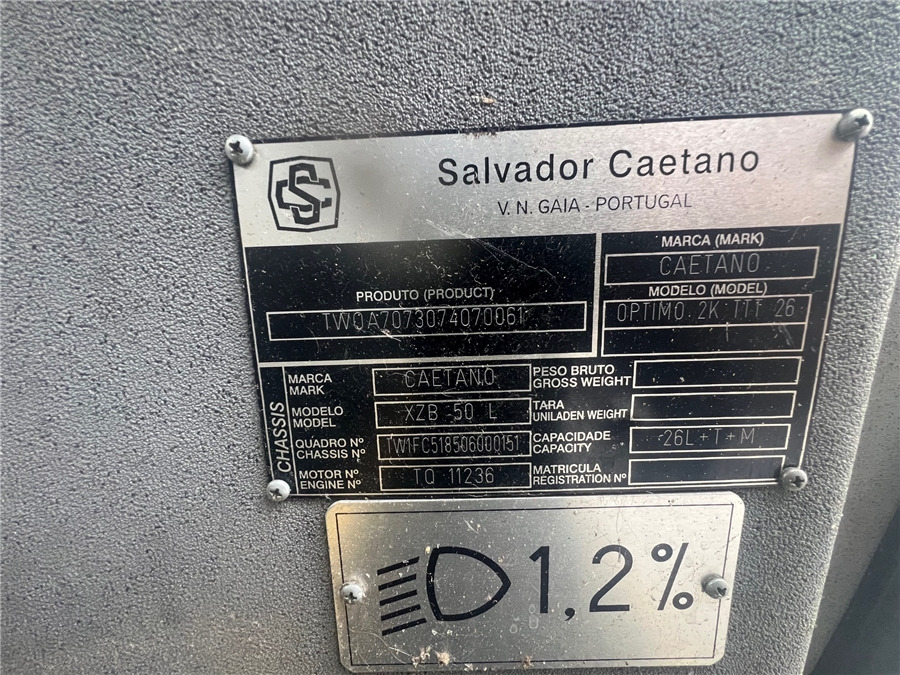 SC
Salvador Caetano
V. N. GAIA - PORTUGAL
MARCA (MARK)
CAETANO
MODELO (MODEL)
OPTIMO 2K TTT 26
PRODUTO (PRODUCT)
TW0A7073074070061
CHASSIS
MARCA
MARK
CAETANO
MODELO
MODEL
XZB 50 L
QUADRO Nº
CHASSIS Nº
TW1FC518506000151
MOTOR Nº
ENGINE Nº
TQ 11236
PESO BRUTO
GROSS WEIGHT
TARA
UNILADEN WEIGHT
CAPACIDADE
CAPACITY
26L+T+M
MATRICULA
REGISTRATION Nº
1,2%